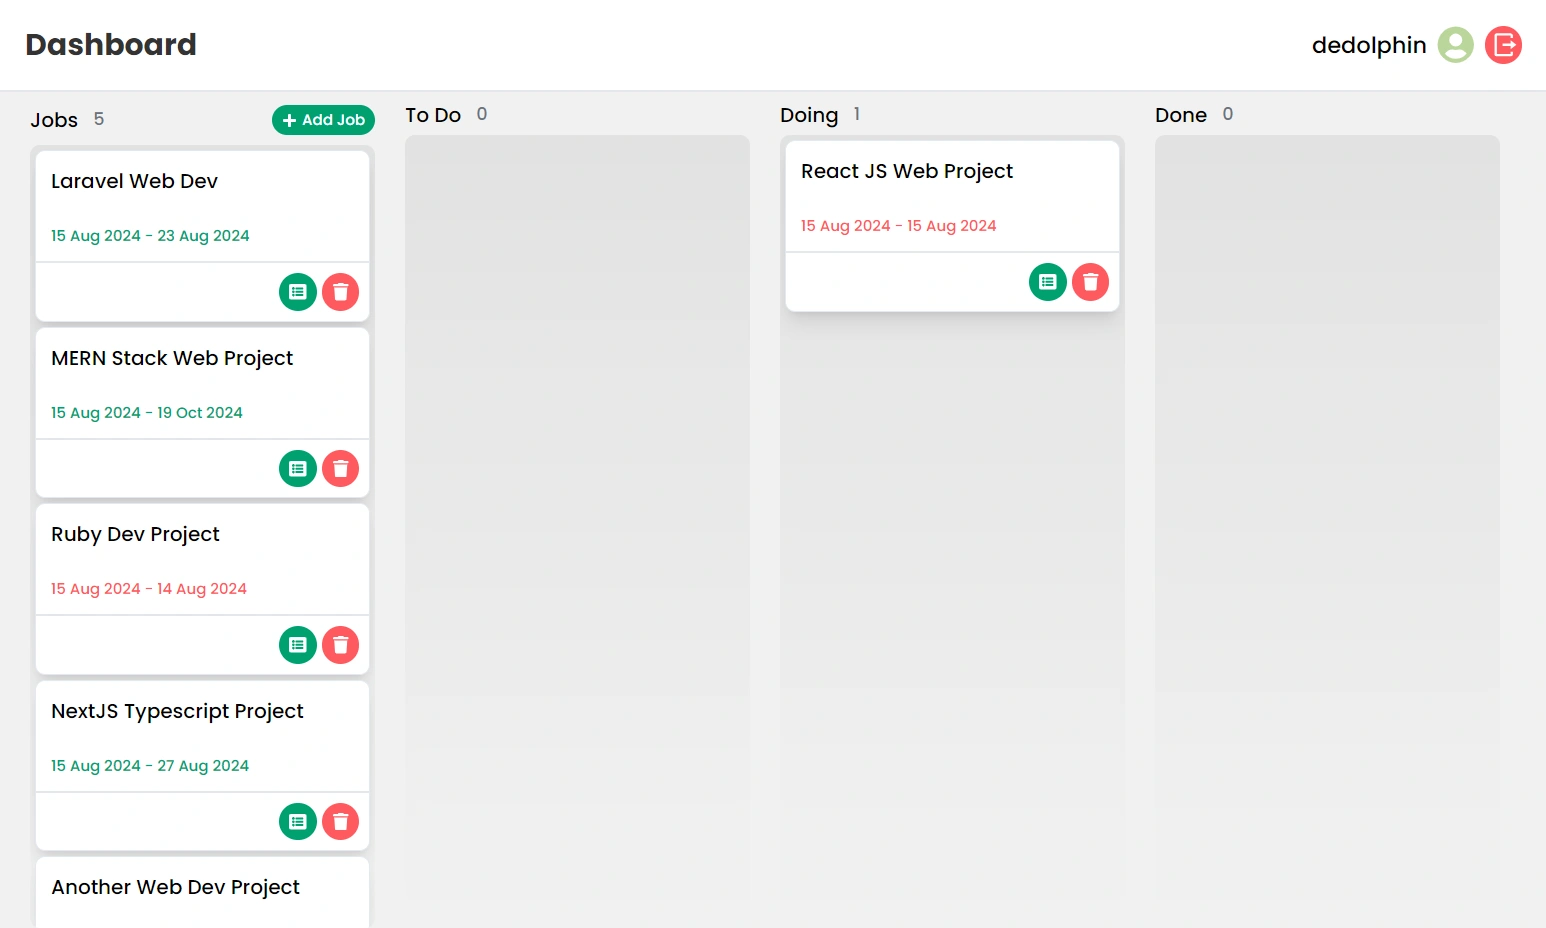 Dashboard
dedolphin
Jobs 5
Add Job
Laravel Web Dev
15 Aug 2024 - 23 Aug 2024
MERN Stack Web Project
15 Aug 2024 - 19 Oct 2024
Ruby Dev Project
15 Aug 2024 - 14 Aug 2024
NextJS Typescript Project
15 Aug 2024 - 27 Aug 2024
Another Web Dev Project
To Do 0
Doing 1
React JS Web Project
15 Aug 2024 - 15 Aug 2024
Done 0